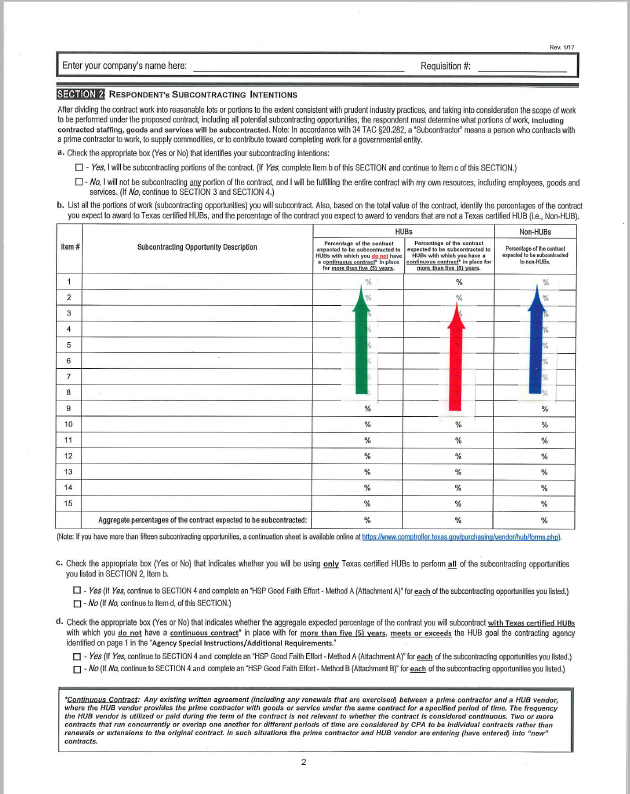 Rev. 1/17
Enter your company's name here: Requisition #:
SECTION 2 RESPONDENT's SUBCONTRACTING INTENTIONS
After dividing the contract work into reasonable lots or portions to the extent consistent with prudent industry practices, and taking into consideration the scope of work
to be performed under the proposed contract, including all potential subcontracting opportunities, the respondent must determine what portions of work, including
contracted staffing, goods and services will be subcontracted. Note: In accordance with 34 TAC §20.282, a "Subcontractor" means a person who contracts with
a prime contractor to work, to supply commodities, or to contribute toward completing work for a governmental entity.
a. Check the appropriate box (Yes or No) that identifies your subcontracting intentions:
- Yes, I will be subcontracting portions of the contract. (If Yes, complete Item b of this SECTION and continue to Item c of this SECTION.)
- No, I will not be subcontracting any portion of the contract, and I will be fulfilling the entire contract with my own resources, including employees, goods and
services. (If No, continue to SECTION 3 and SECTION 4.)
b. List all the portions of work (subcontracting opportunities) you will subcontract. Also, based on the total value of the contract, identify the percentages of the contract
you expect to award to Texas certified HUBs, and the percentage of the contract you expect to award to vendors that are not a Texas certified HUB (i.e., Non-HUB).
HUBs Non-HUBs
Item # Subcontracting Opportunity Description
Percentage of the contract
expected to be subcontracted to
HUBs with which you do not have
a continuous contract* in place
for more than five (5) years.
Percentage of the contract
expected to be subcontracted to
HUBs with which you have a
continuous contract* in place for
more than five (5) years.
Percentage of the contract
expected to be subcontracted
to non-HUBs.
1 % % %
2 % % %
3 % %
4 % %
5 % %
6 % %
7 % %
8 % %
9 % %
10 % % %
11 % % %
12 % % %
13 % % %
14 % % %
15 % % %
Aggregate percentages of the contract expected to be subcontracted: % % %
(Note: If you have more than fifteen subcontracting opportunities, a continuation sheet is available online at https://www.comptroller.texas.gov/purchasing/vendor/hub/forms.php).
c. Check the appropriate box (Yes or No) that indicates whether you will be using only Texas certified HUBs to perform all of the subcontracting opportunities
you listed in SECTION 2, Item b.
- Yes (If Yes, continue to SECTION 4 and complete an "HSP Good Faith Effort - Method A (Attachment A)" for each of the subcontracting opportunities you listed.)
- No (If No, continue to Item d, of this SECTION.)
d. Check the appropriate box (Yes or No) that indicates whether the aggregate expected percentage of the contract you will subcontract with Texas certified HUBs
with which you do not have a continuous contract* in place with for more than five (5) years, meets or exceeds the HUB goal the contracting agency
identified on page 1 in the "Agency Special Instructions/Additional Requirements."
- Yes (If Yes, continue to SECTION 4 and complete an "HSP Good Faith Effort - Method A (Attachment A)" for each of the subcontracting opportunities you listed.)
- No (If No, continue to SECTION 4 and complete an "HSP Good Faith Effort - Method B (Attachment B)" for each of the subcontracting opportunities you listed.)
*Continuous Contract: Any existing written agreement (including any renewals that are exercised) between a prime contractor and a HUB vendor,
where the HUB vendor provides the prime contractor with goods or service under the same contract for a specified period of time. The frequency
the HUB vendor is utilized or paid during the term of the contract is not relevant to whether the contract is considered continuous. Two or more
contracts that run concurrently or overlap one another for different periods of time are considered by CPA to be individual contracts rather than
renewals or extensions to the original contract. In such situations the prime contractor and HUB vendor are entering (have entered) into "new"
contracts.
2